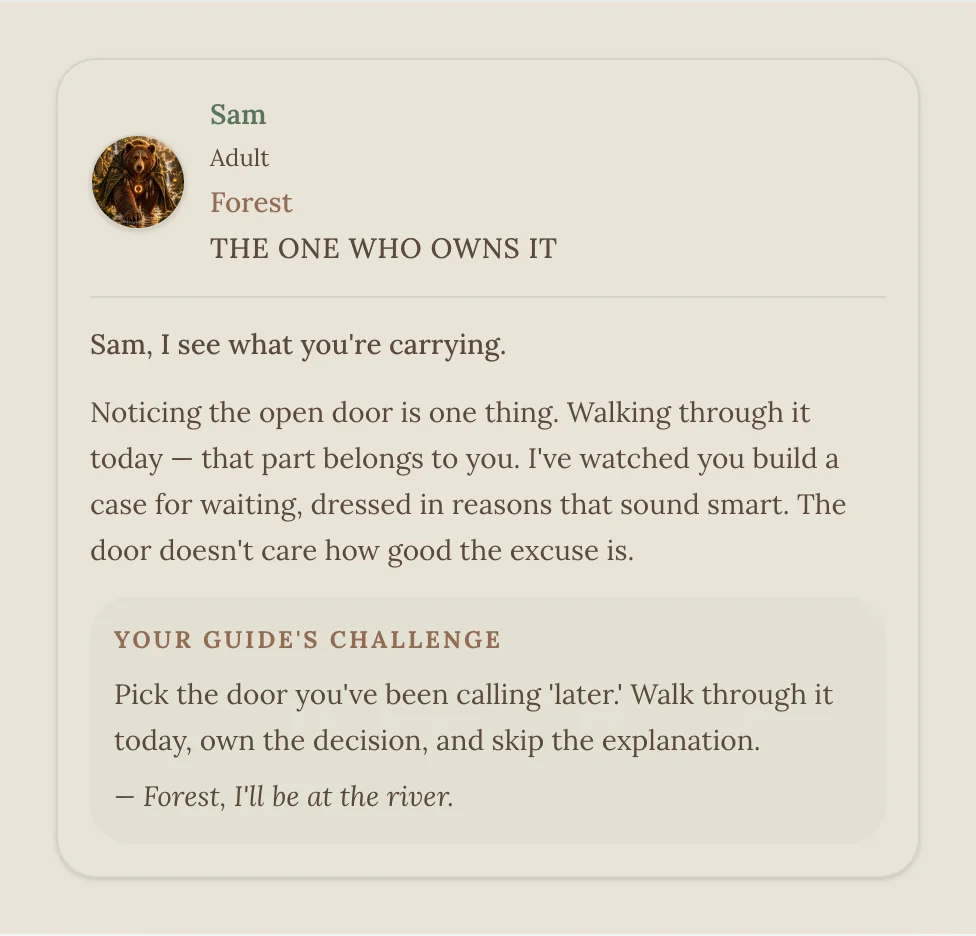 Sam
Adult
Forest
THE ONE WHO OWNS IT
Sam, I see what you're carrying.
Noticing the open door is one thing. Walking through it
today — that part belongs to you. I've watched you build a
case for waiting, dressed in reasons that sound smart. The
door doesn't care how good the excuse is.
YOUR GUIDE'S CHALLENGE
Pick the door you've been calling 'later.' Walk through it
today, own the decision, and skip the explanation.
— Forest, I'll be at the river.